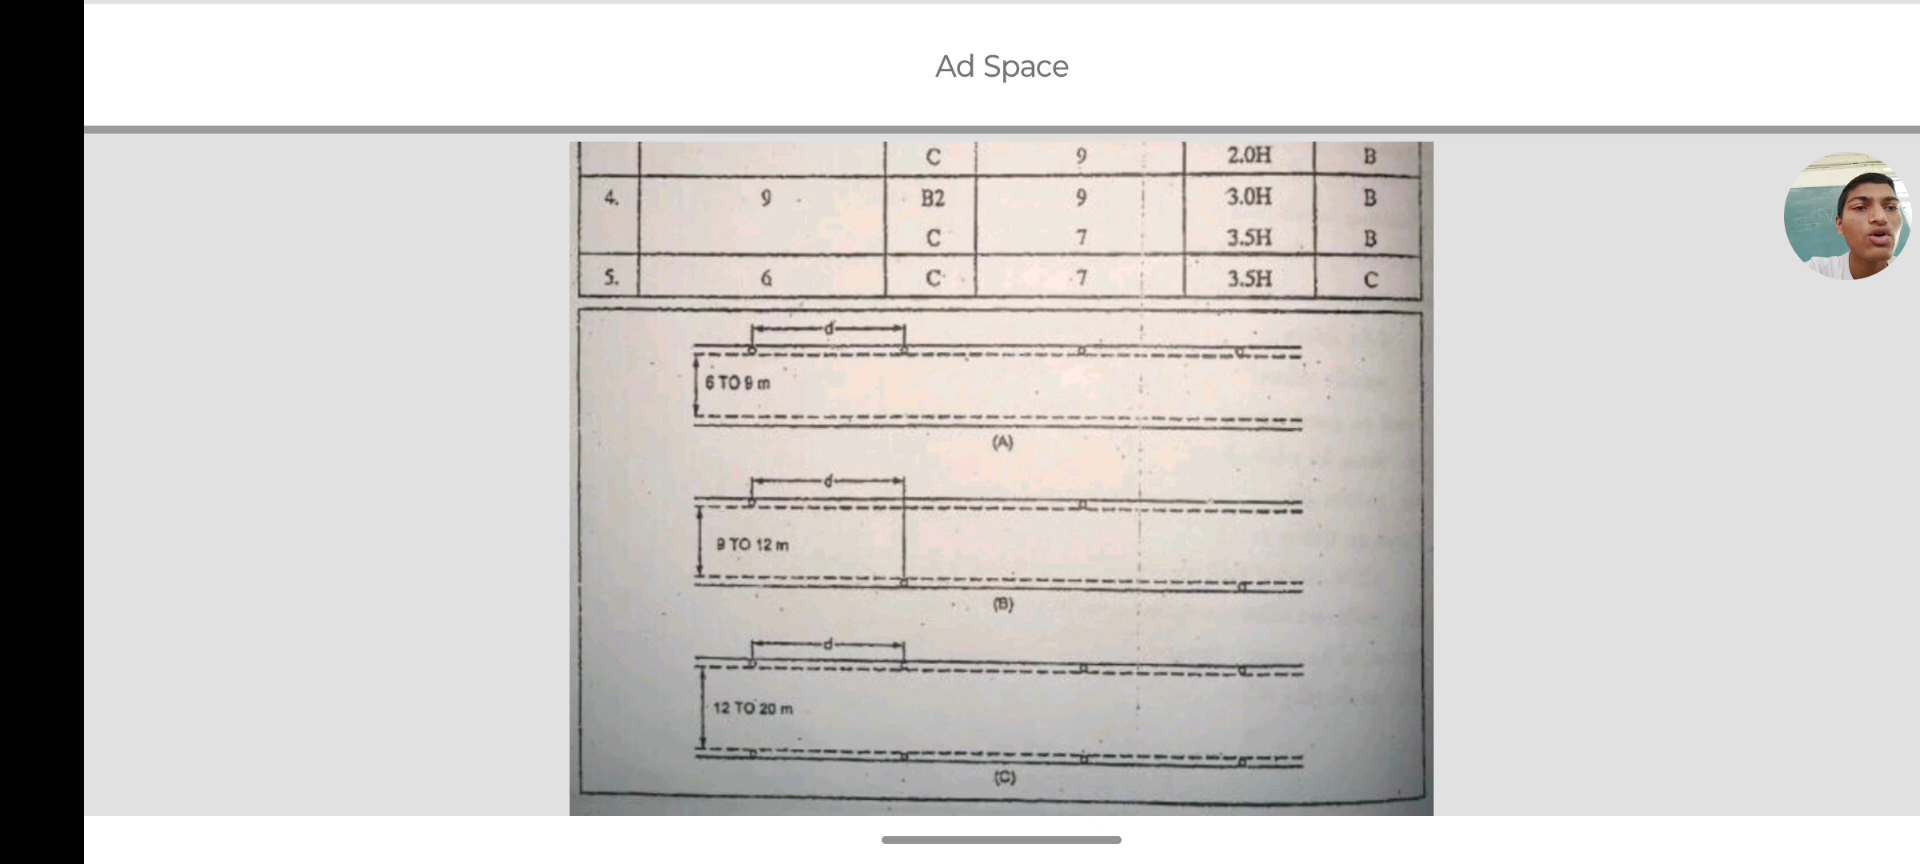 Ad Space
C 9 2.0H B
4. 9 B2 9 3.0H B
C 7 3.5H B
5. 6 C 7 3.5H C
d
6 TO 9 m
(A)
d
9 TO 12 m
(B)
d
12 TO 20 m
(C)